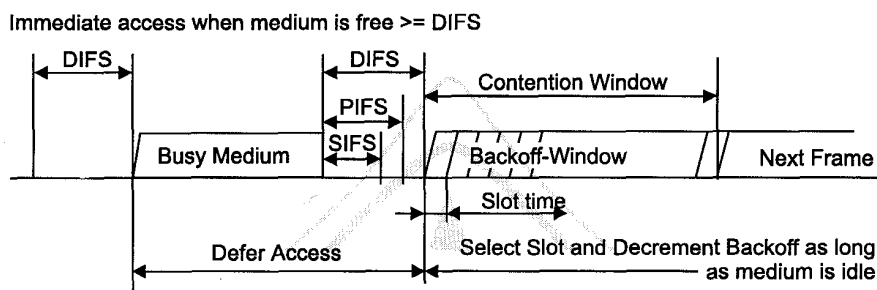 Immediate access when medium is free >= DIFS
DIFS
DIFS
Contention Window
PIFS
SIFS
Busy Medium
Backoff-Window
Next Frame
Slot time
Defer Access
Select Slot and Decrement Backoff as long
as medium is idle